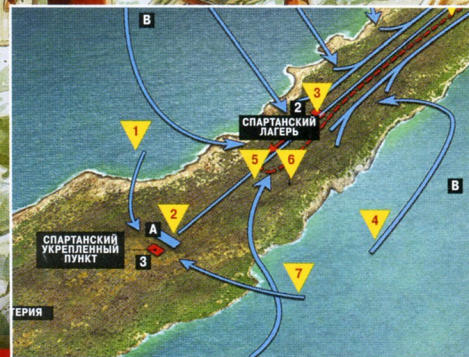 В
3
2
СПАРТАНСКИЙ
ЛАГЕРЬ
1
5
6
В
2
4
А
СПАРТАНСКИЙ
УКРЕПЛЕННЫЙ
ПУНКТ
3
7
ТЕРИЯ